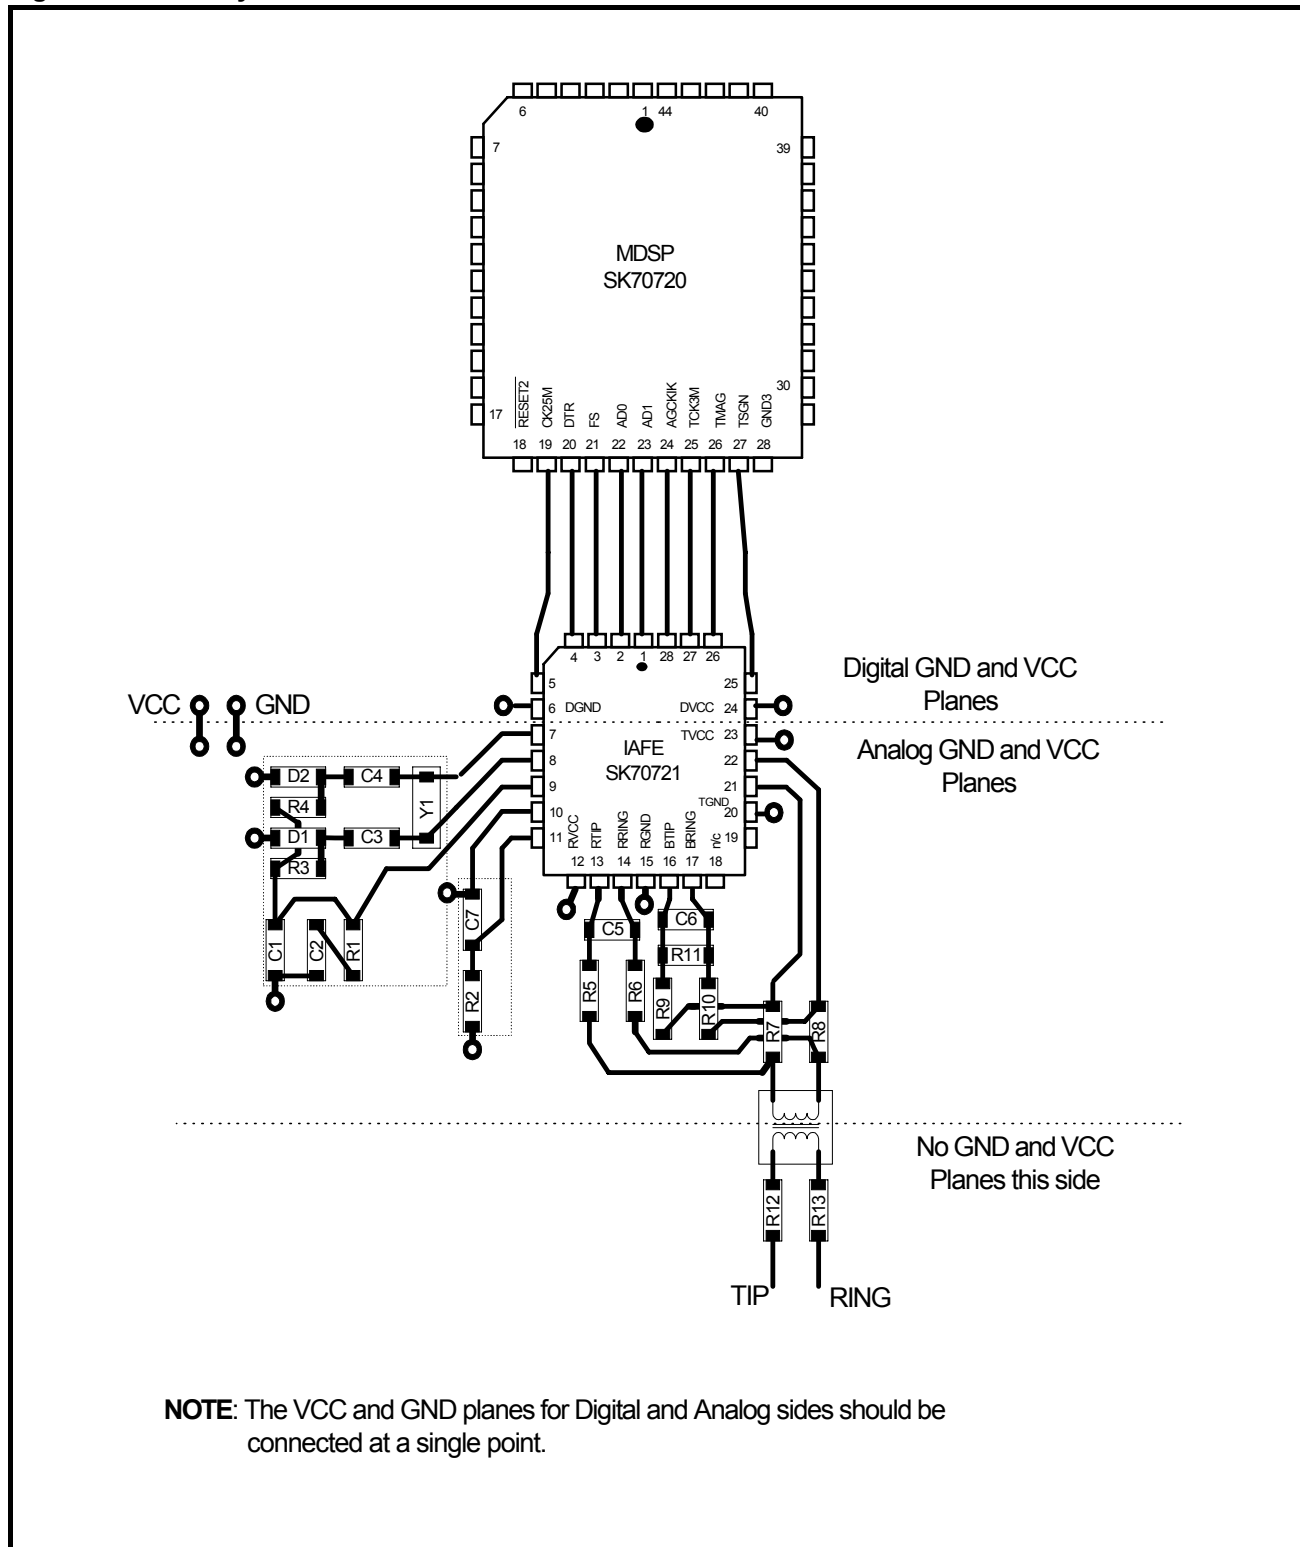 6 1 44 40
7 39
MDSP
SK70720
17 30
RESET2 CK25M DTR FS AD0 AD1 AGCKIK TCK3M TMAG TSGN GND3
18 19 20 21 22 23 24 25 26 27 28
4 3 2 1 28 27 26
5 25
6 DGND DVCC 24
VCC GND
Digital GND and VCC
Planes
7 TVCC 23
IAFE
SK70721
8 22
9 21
10 TGND 20
11 19
RVCC RTIP RRING RGND BTIP BRING n/c
12 13 14 15 16 17 18
Analog GND and VCC
Planes
D2 C4 Y1
R4
D1 C3
R3
C1 C2 R1
C7
R2
C5 C6
R11
R5 R6 R9 R10
R7 R8
No GND and VCC
Planes this side
R12 R13
TIP RING
NOTE: The VCC and GND planes for Digital and Analog sides should be
connected at a single point.